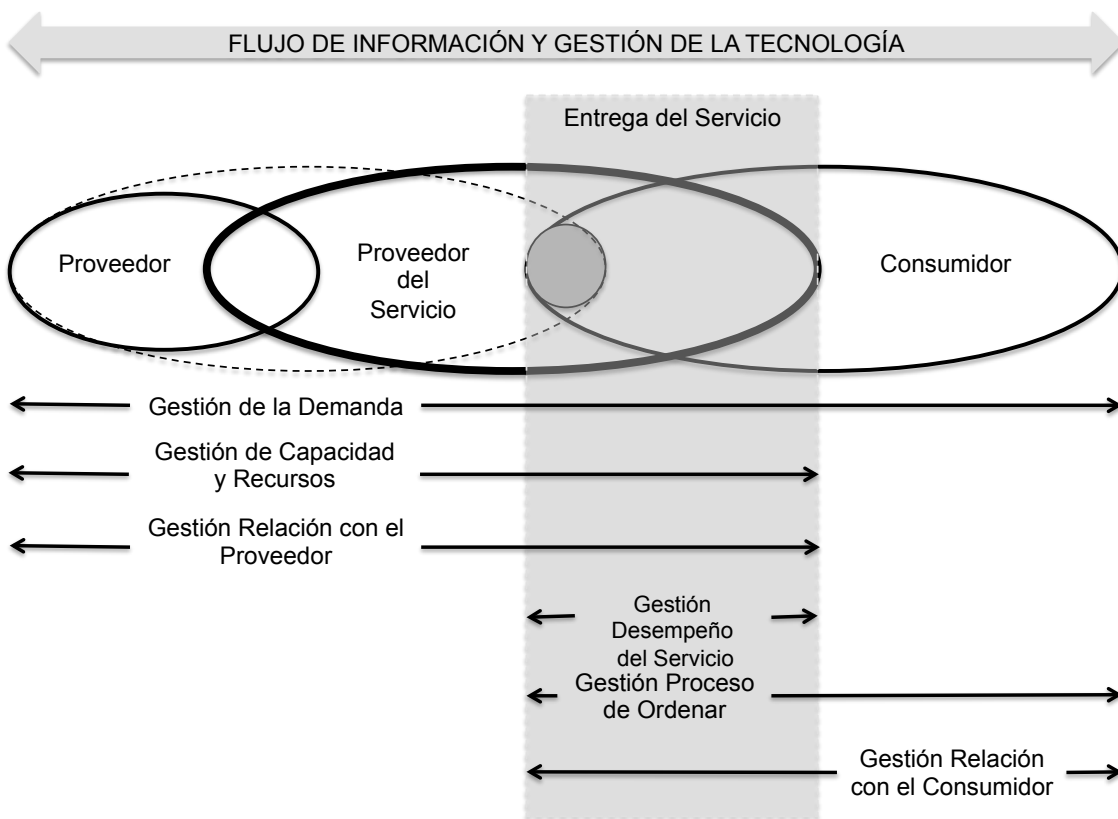 FLUJO DE INFORMACIÓN Y GESTIÓN DE LA TECNOLOGÍA
Entrega del Servicio
Proveedor
Proveedor
del
Servicio
Consumidor
Gestión de la Demanda
Gestión de Capacidad
y Recursos
Gestión Relación con el
Proveedor
Gestión
Desempeño
del Servicio
Gestión Proceso
de Ordenar
Gestión Relación
con el Consumidor